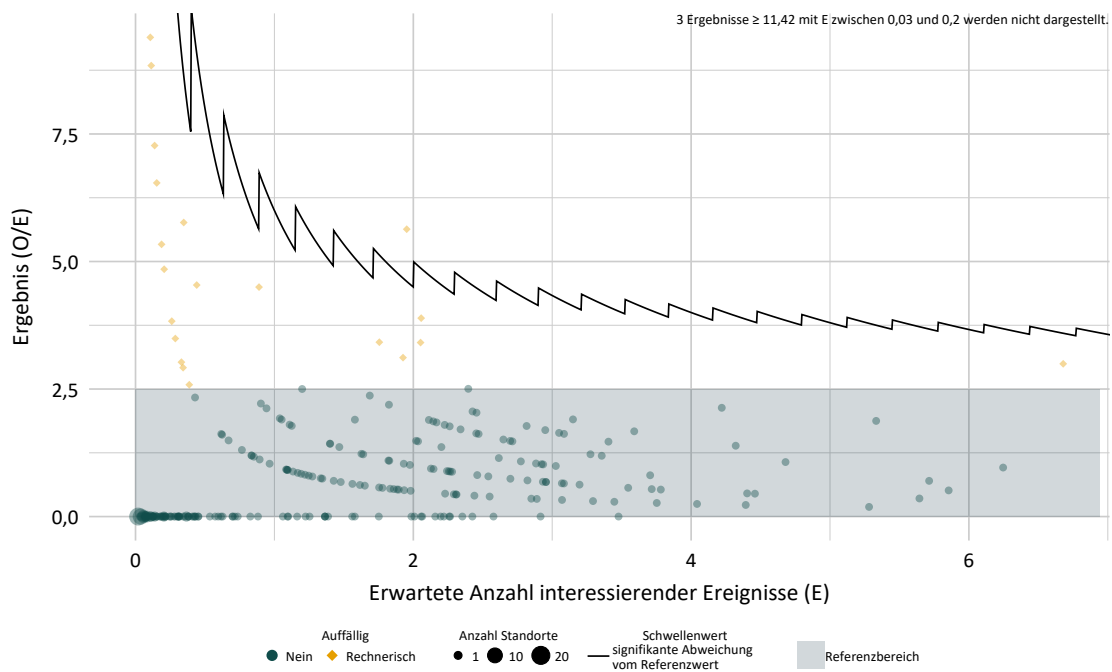 3 Ergebnisse ≥ 11,42 mit E zwischen 0,03 und 0,2 werden nicht dargestellt.
Ergebnis (O/E)
7,5
5,0
2,5
0,0
0
2
4
6
Erwartete Anzahl interessierender Ereignisse (E)
Auffällig
Nein
Rechnerisch
Anzahl Standorte
1
10
20
Schwellenwert
signifikante Abweichung
vom Referenzwert
Referenzbereich